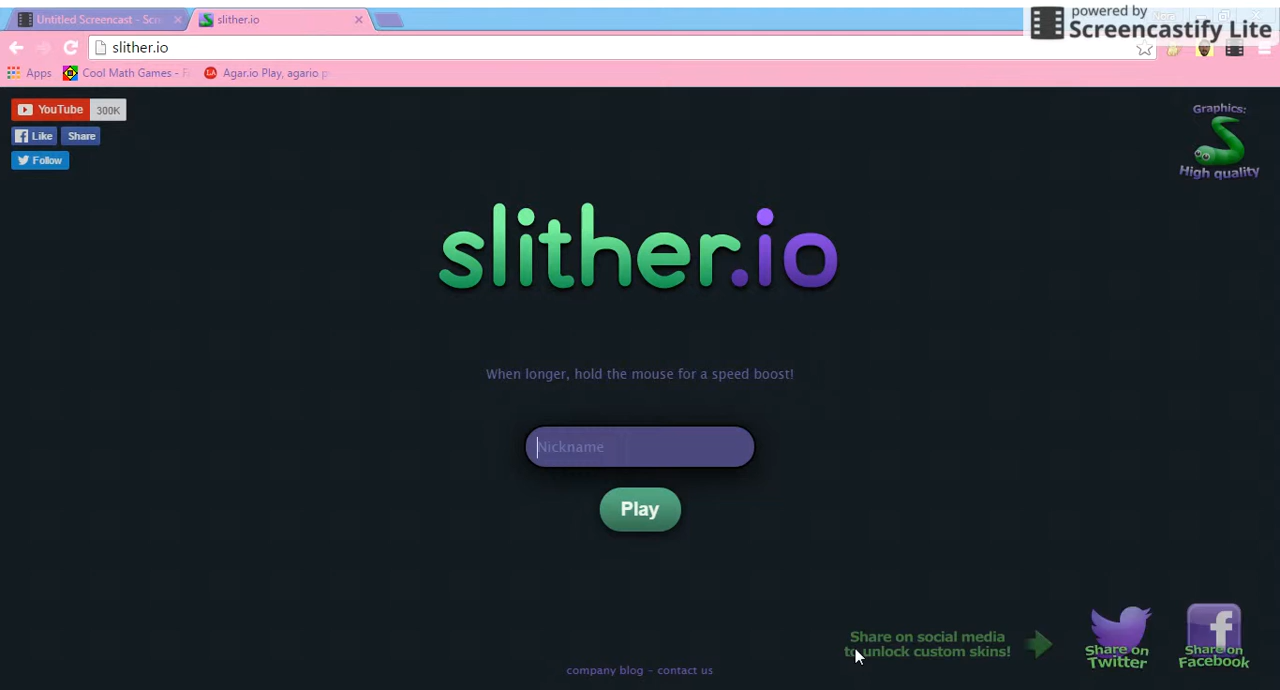 powered by
Screencastify Lite
Untitled Screencast - Scr
slither.io
slither.io
Apps
Cool Math Games - F
Agar.io Play, agario p
YouTube 300K
Like Share
Follow
Graphics:
High quality
slither.io
When longer, hold the mouse for a speed boost!
Nickname
Play
Share on social media
to unlock custom skins!
Share on
Twitter
Share on
Facebook
company blog - contact us